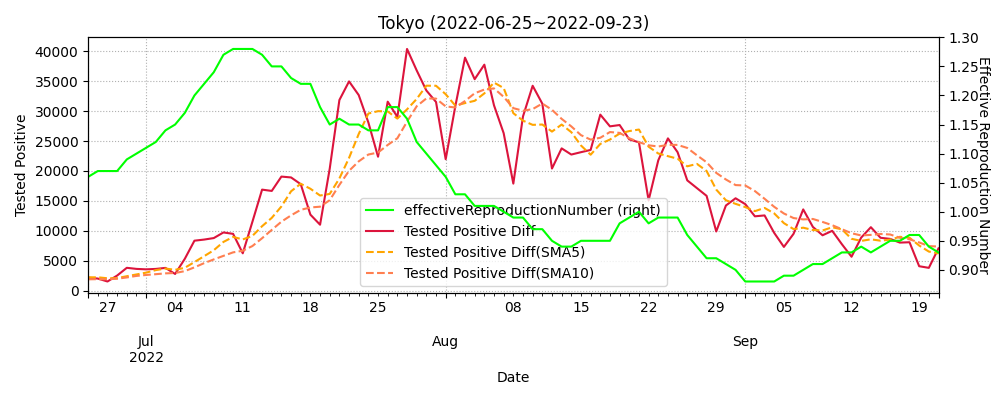 Tokyo (2022-06-25~2022-09-23)
40000
35000
30000
25000
20000
15000
10000
5000
0
Tested Positive
1.30
1.25
1.20
1.15
1.10
1.05
1.00
0.95
0.90
Effective Reproduction Number
effectiveReproductionNumber (right)
Tested Positive Diff
Tested Positive Diff(SMA5)
Tested Positive Diff(SMA10)
27 04 11 18 25 08 15 22 29 05 12 19
Jul Aug Sep
2022
Date